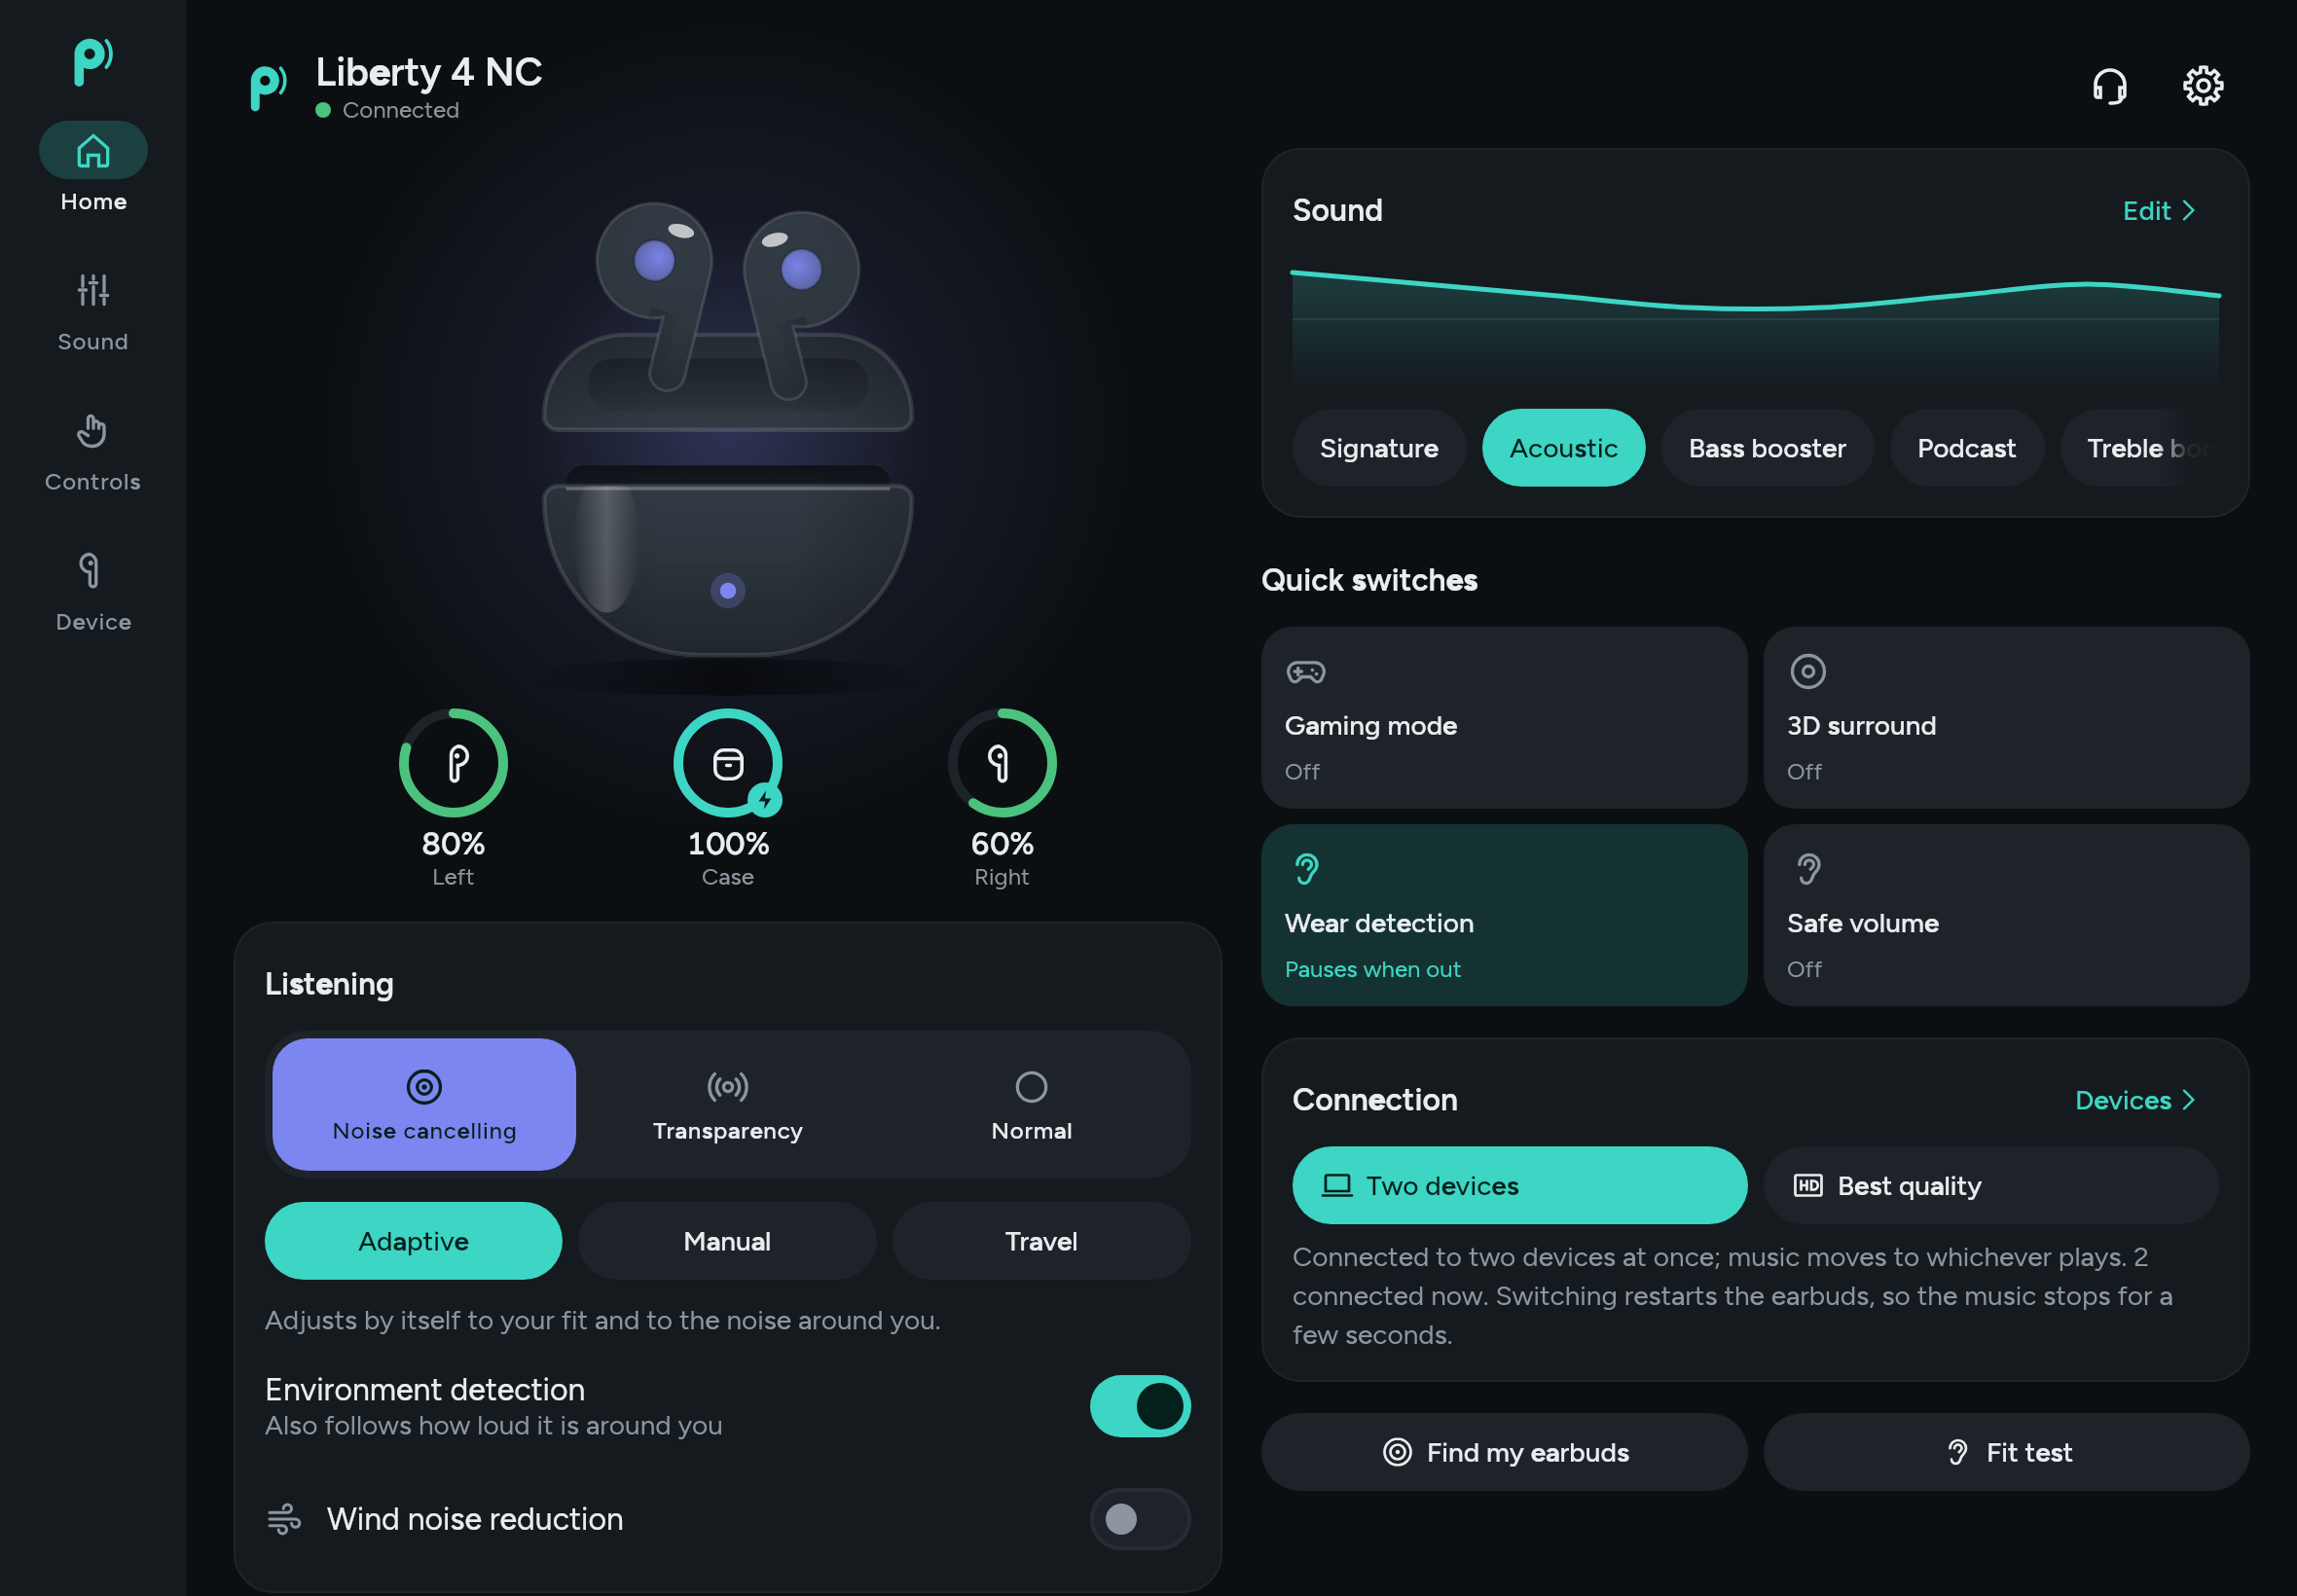 Liberty 4 NC
Connected
Home
Sound
Controls
Device
80%
Left
100%
Case
60%
Right
Listening
Noise cancelling
Transparency
Normal
Adaptive
Manual
Travel
Adjusts by itself to your fit and to the noise around you.
Environment detection
Also follows how loud it is around you
Wind noise reduction
Sound
Edit
Signature
Acoustic
Bass booster
Podcast
Treble boo
Quick switches
Gaming mode
Off
3D surround
Off
Wear detection
Pauses when out
Safe volume
Off
Connection
Devices
Two devices
HD
Best quality
Connected to two devices at once; music moves to whichever plays. 2
connected now. Switching restarts the earbuds, so the music stops for a
few seconds.
Find my earbuds
Fit test